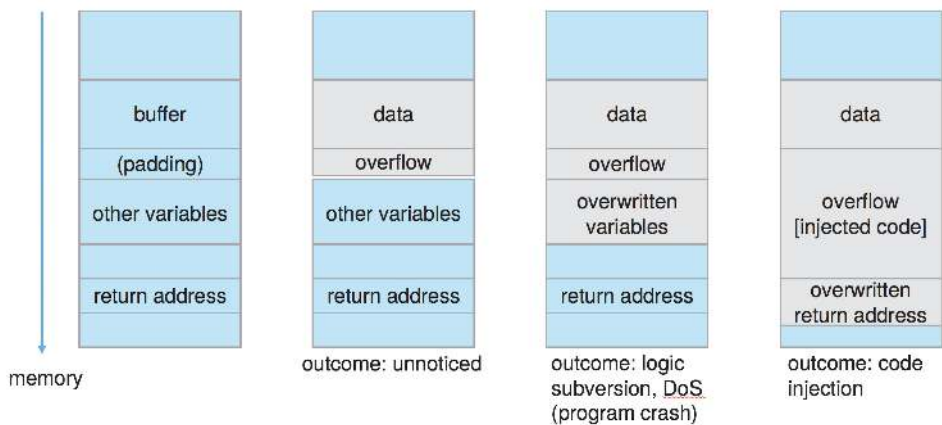 memory
buffer
(padding)
other variables
return address
data
overflow
other variables
return address
outcome: unnoticed
data
overflow
overwritten
variables
return address
outcome: logic
subversion, DoS
(program crash)
data
overflow
[injected code]
overwritten
return address
outcome: code
injection